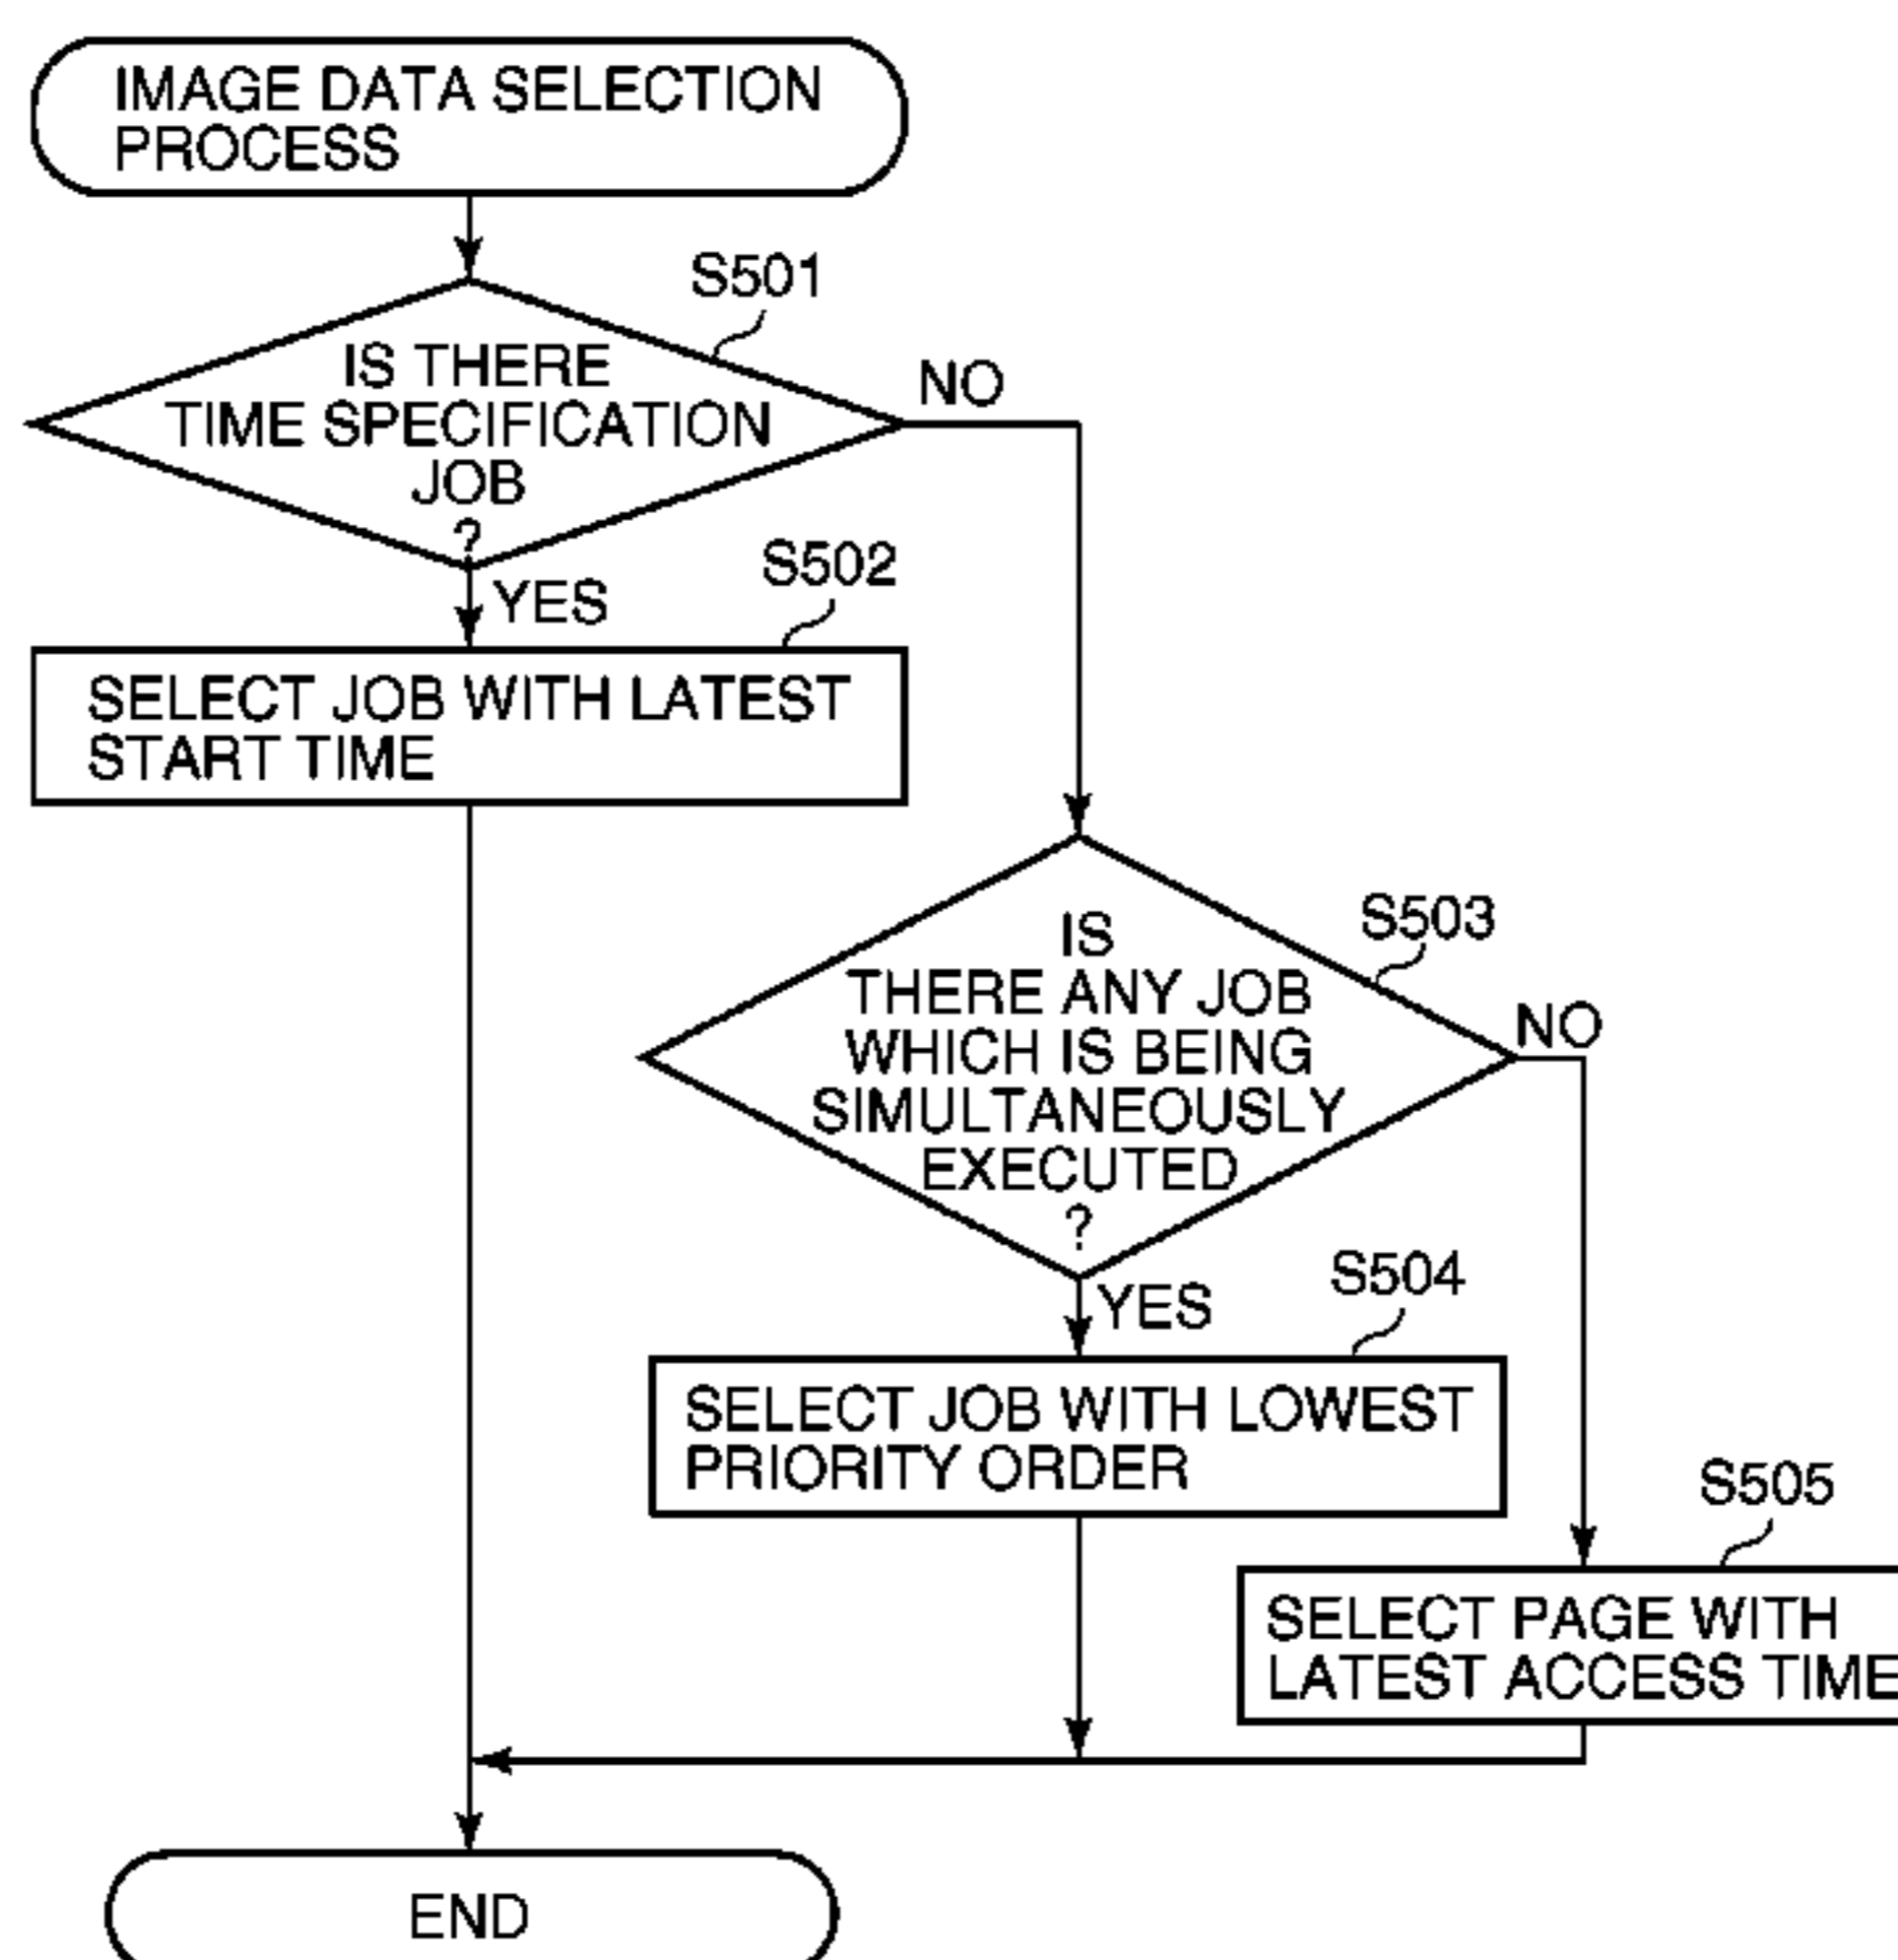 IMAGE DATA SELECTION
PROCESS
S501
IS THERE
TIME SPECIFICATION
JOB
?
NO
YES
S502
SELECT JOB WITH LATEST
START TIME
S503
IS
THERE ANY JOB
WHICH IS BEING
SIMULTANEOUSLY
EXECUTED
?
NO
YES
S504
SELECT JOB WITH LOWEST
PRIORITY ORDER
S505
SELECT PAGE WITH
LATEST ACCESS TIME
END